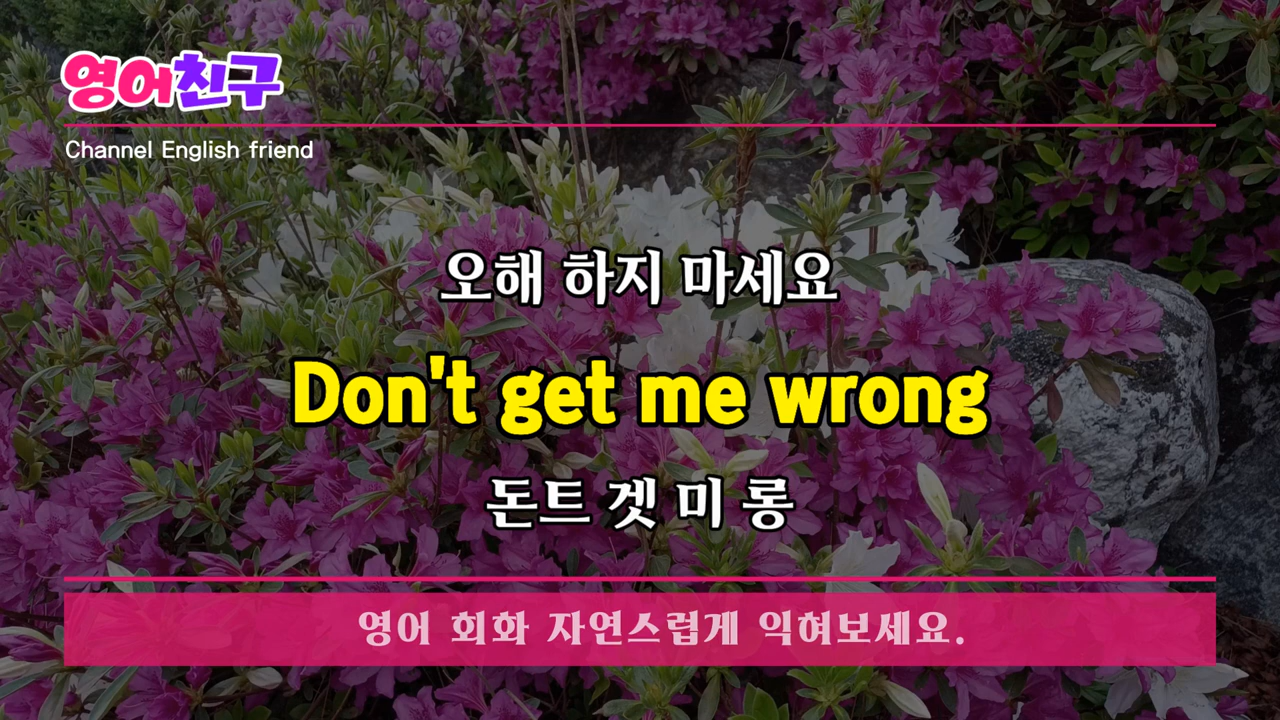 영어친구
Channel English friend
오해 하지 마세요
Don't get me wrong
돈트 겟 미 롱
영어 회화 자연스럽게 익혀보세요.